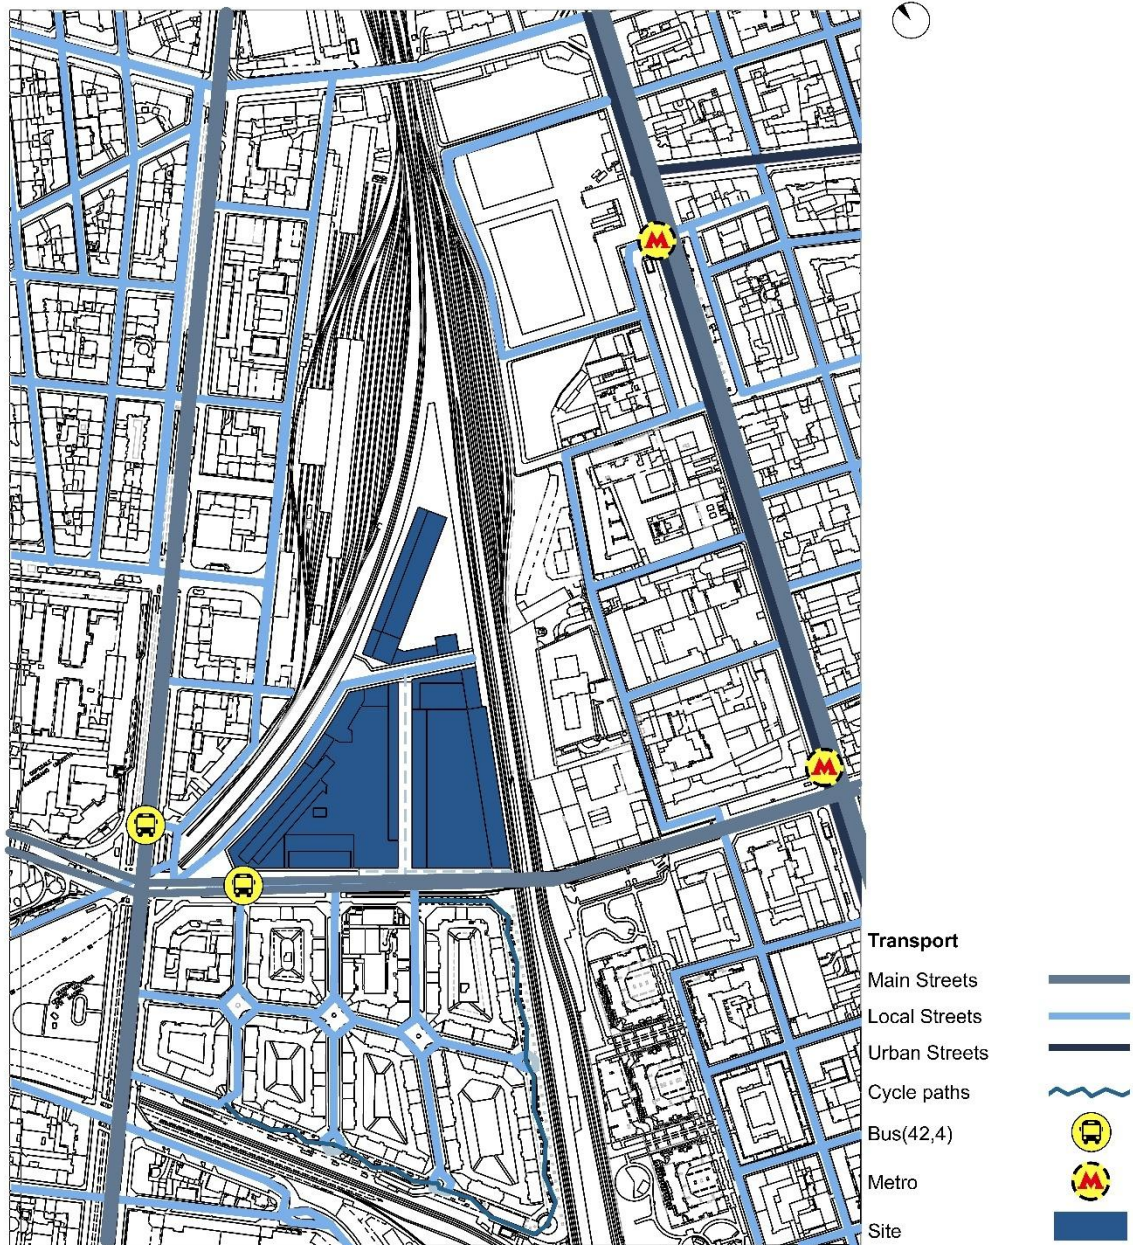 Transport
Main Streets
Local Streets
Urban Streets
Cycle paths
Bus(42,4)
Metro
Site